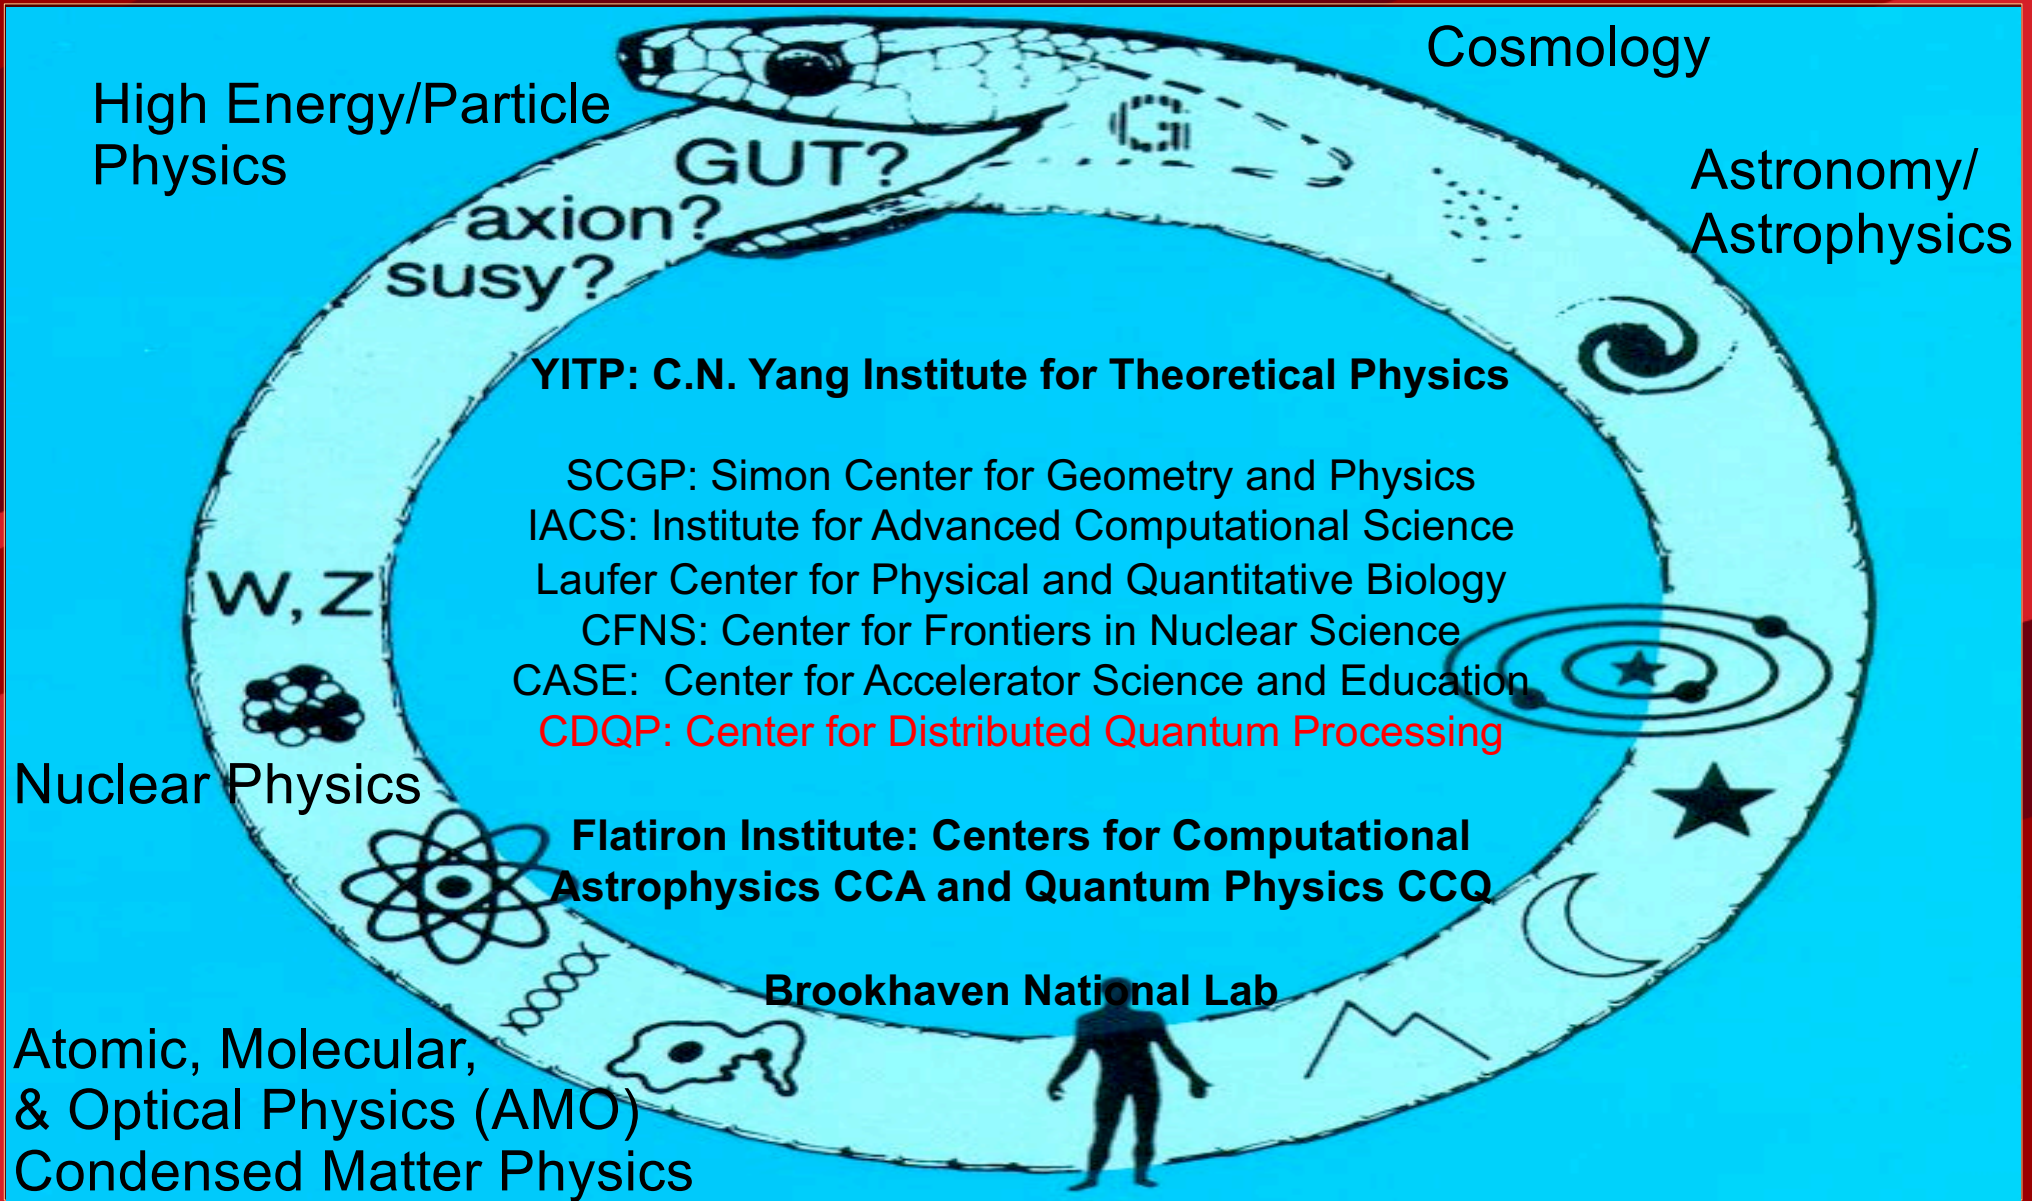 Cosmology
High Energy/Particle
Physics
G
GUT?
Astronomy/
Astrophysics
axion?
susy?
YITP: C.N. Yang Institute for Theoretical Physics
SCGP: Simon Center for Geometry and Physics
IACS: Institute for Advanced Computational Science
Laufer Center for Physical and Quantitative Biology
W, Z
CFNS: Center for Frontiers in Nuclear Science
CASE:  Center for Accelerator Science and Education
CDQP: Center for Distributed Quantum Processing
Nuclear Physics
Flatiron Institute: Centers for Computational
Astrophysics CCA and Quantum Physics CCQ
Brookhaven National Lab
Atomic, Molecular,
& Optical Physics (AMO)
Condensed Matter Physics